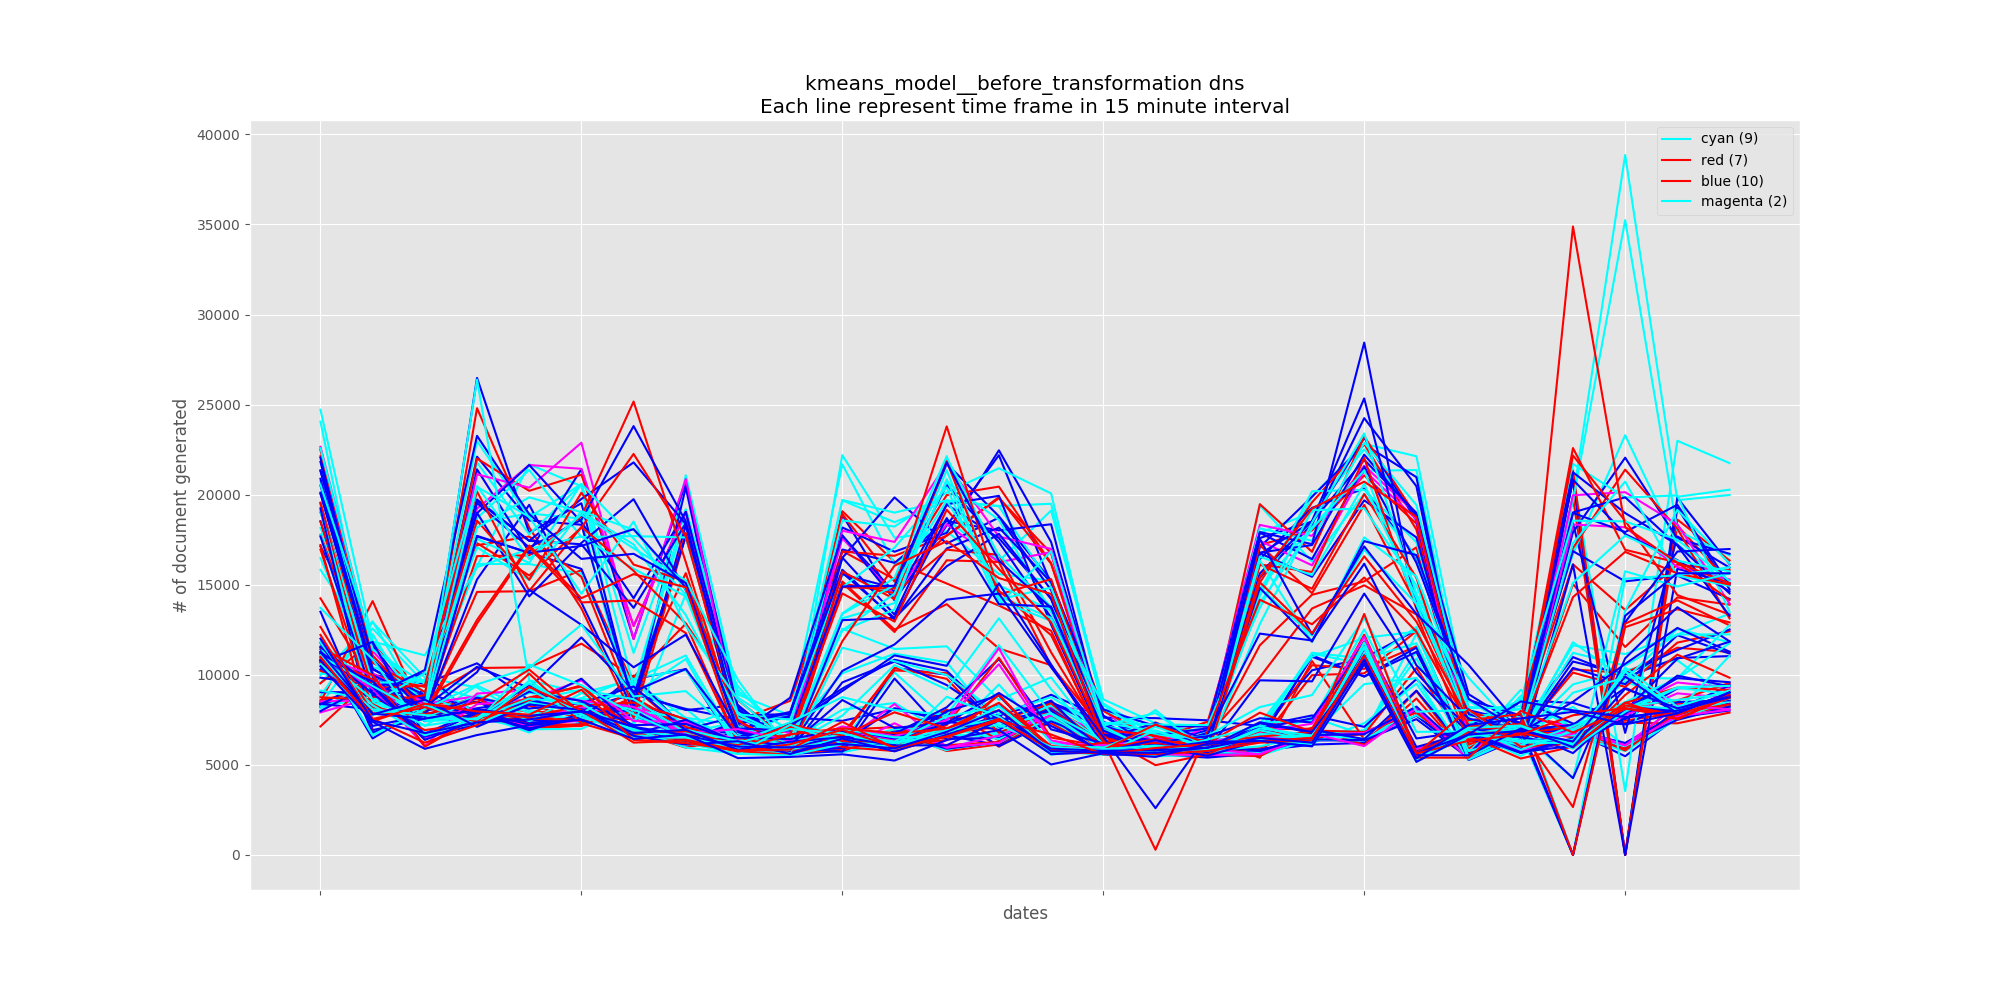 kmeans_model__before_transformation dns
Each line represent time frame in 15 minute interval
40000
35000
30000
25000
20000
15000
10000
5000
0
# of document generated
dates
cyan (9)
red (7)
blue (10)
magenta (2)